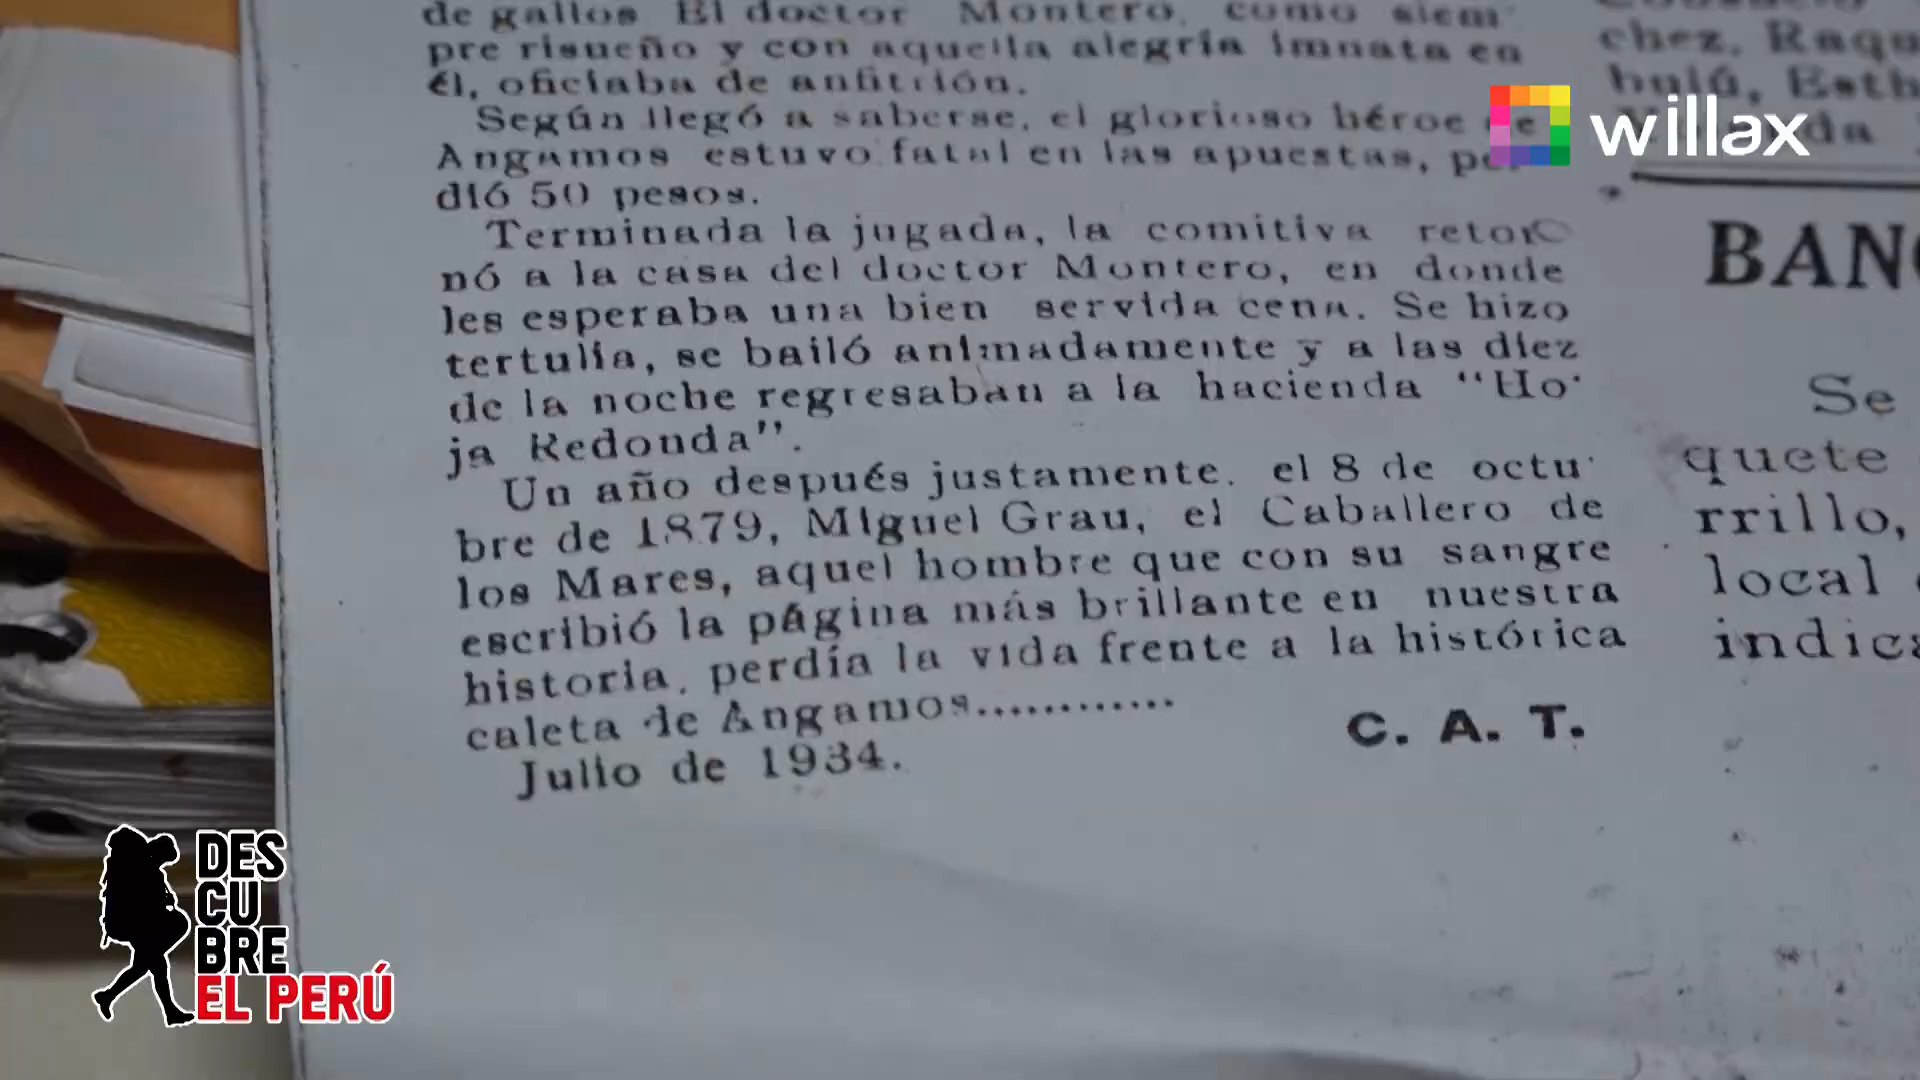 de gallos El doctor Montero, como siem
pre risueño y con aquella alegría imnata en
él, oficiaba de anfitrión.
Según llegó a saberse, el glorioso héroe de
Angamos estuvo fatal en las apuestas, per
dió 50 pesos.
Terminada la jugada, la comitiva retor
nó a la casa del doctor Montero, en donde
les esperaba una bien servida cena. Se hizo
tertulia, se bailó animadamente y a las diez
de la noche regresaban a la hacienda "Ho-
ja Redonda".
Un año después justamente, el 8 de octu-
bre de 1879, Miguel Grau, el Caballero de
los Mares, aquel hombre que con su sangre
escribió la página más brillante en nuestra
historia, perdía la vida frente a la histórica
caleta de Angamos............
C. A. T.
Julio de 1934.
chez, Raqu
Esth
da
BAN
Se
quete
rrillo,
local
indica
willax
DES
CU
BRE
EL PERÚ